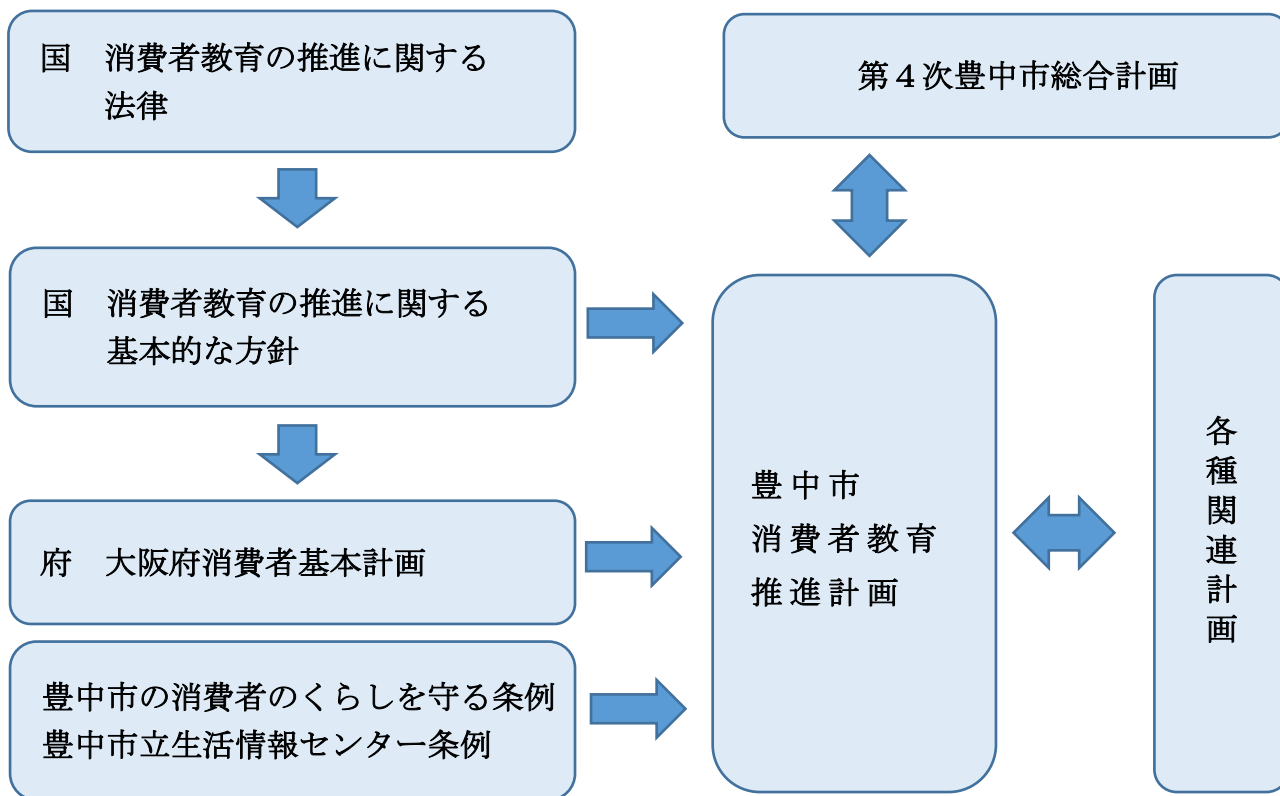 国　消費者教育の推進に関する
法律
第４次豊中市総合計画
国　消費者教育の推進に関する
基本的な方針
府　大阪府消費者基本計画
豊中市の消費者のくらしを守る条例
豊中市立生活情報センター条例
豊中市
消費者教育
推進計画
各種関連計画